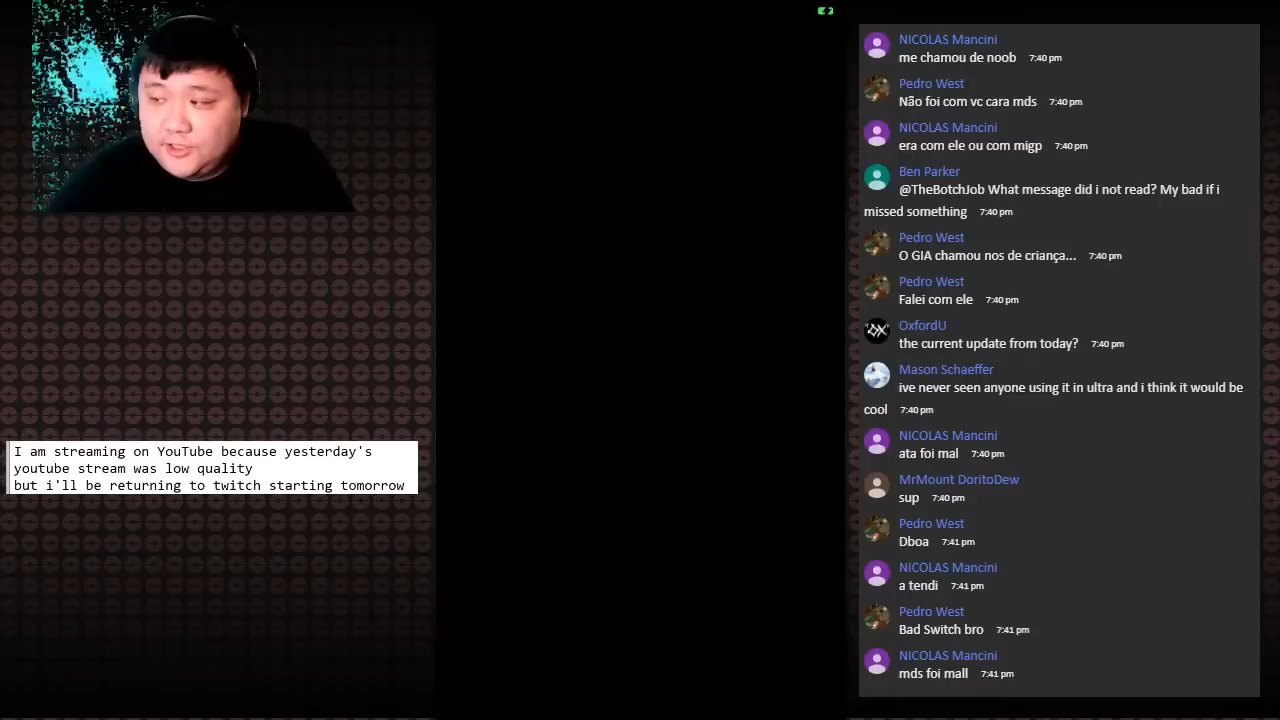 I am streaming on YouTube because yesterday's
youtube stream was low quality
but i'll be returning to twitch starting tomorrow
NICOLAS Mancini
me chamou de noob 7:40 pm
Pedro West
Não foi com vc cara mds 7:40 pm
NICOLAS Mancini
era com ele ou com migp 7:40 pm
Ben Parker
@TheBotchJob What message did i not read? My bad if i
missed something 7:40 pm
Pedro West
O GIA chamou nos de criança... 7:40 pm
Pedro West
Falei com ele 7:40 pm
OxfordU
the current update from today? 7:40 pm
Mason Schaeffer
ive never seen anyone using it in ultra and i think it would be
cool 7:40 pm
NICOLAS Mancini
ata foi mal 7:40 pm
MrMount DoritoDew
sup 7:40 pm
Pedro West
Dboa 7:41 pm
NICOLAS Mancini
a tendi 7:41 pm
Pedro West
Bad Switch bro 7:41 pm
NICOLAS Mancini
mds foi mall 7:41 pm